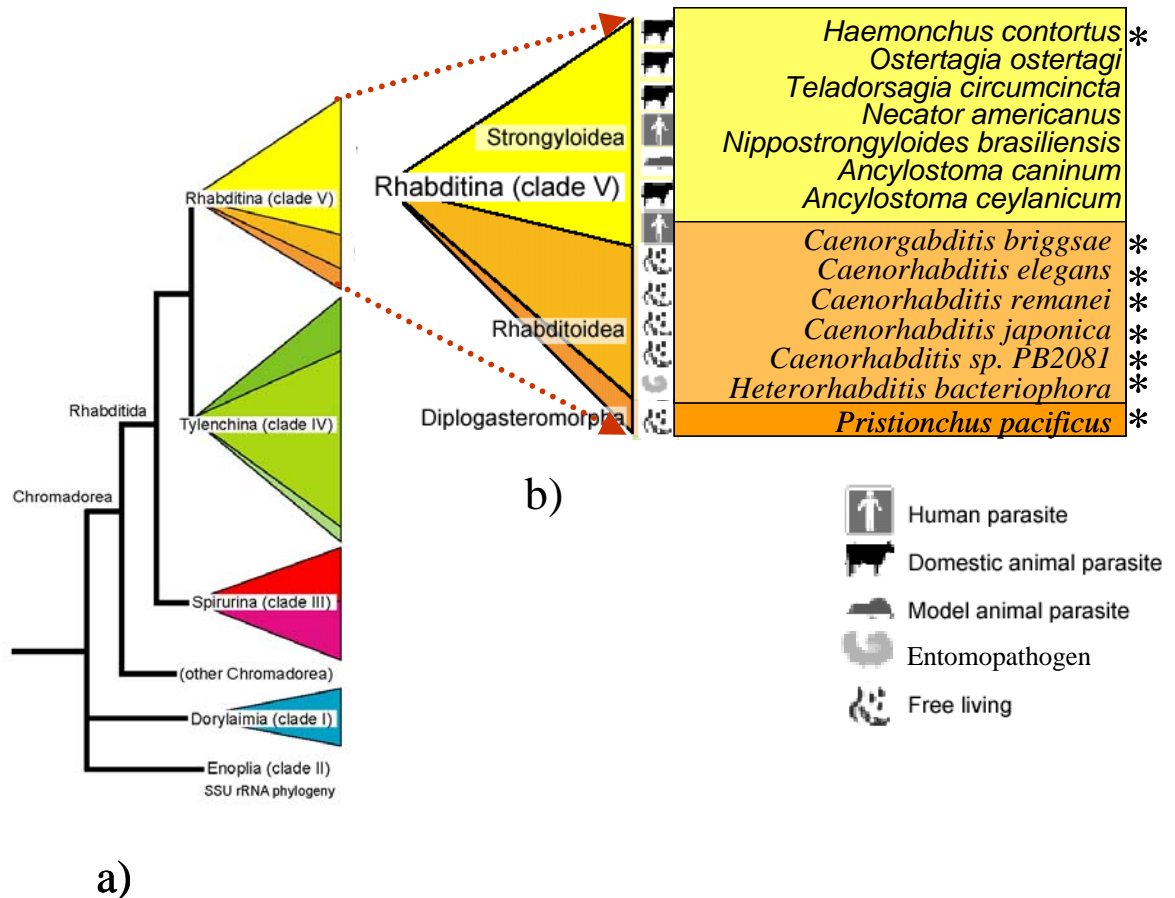 Rhabditina (clade V)
Rhabditida
Tylenchina (clade IV)
Chromadorea
Spirurina (clade III)
(other Chromadorea)
Dorylaimia (clade I)
Enoplia (clade II)
SSU rRNA phylogeny
a)
Strongyloidea
Rhabditina (clade V)
Rhabditoidea
Diplogasteromorpha
Haemonchus contortus *
Ostertagia ostertagi
Teladorsagia circumcincta
Necator americanus
Nippostrongyloides brasiliensis
Ancylostoma caninum
Ancylostoma ceylanicum
Caenorgabditis briggsae *
Caenorhabditis elegans *
Caenorhabditis remanei *
Caenorhabditis japonica *
Caenorhabditis sp. PB2081 *
Heterorhabditis bacteriophora *
Pristionchus pacificus *
b)
Human parasite
Domestic animal parasite
Model animal parasite
Entomopathogen
Free living